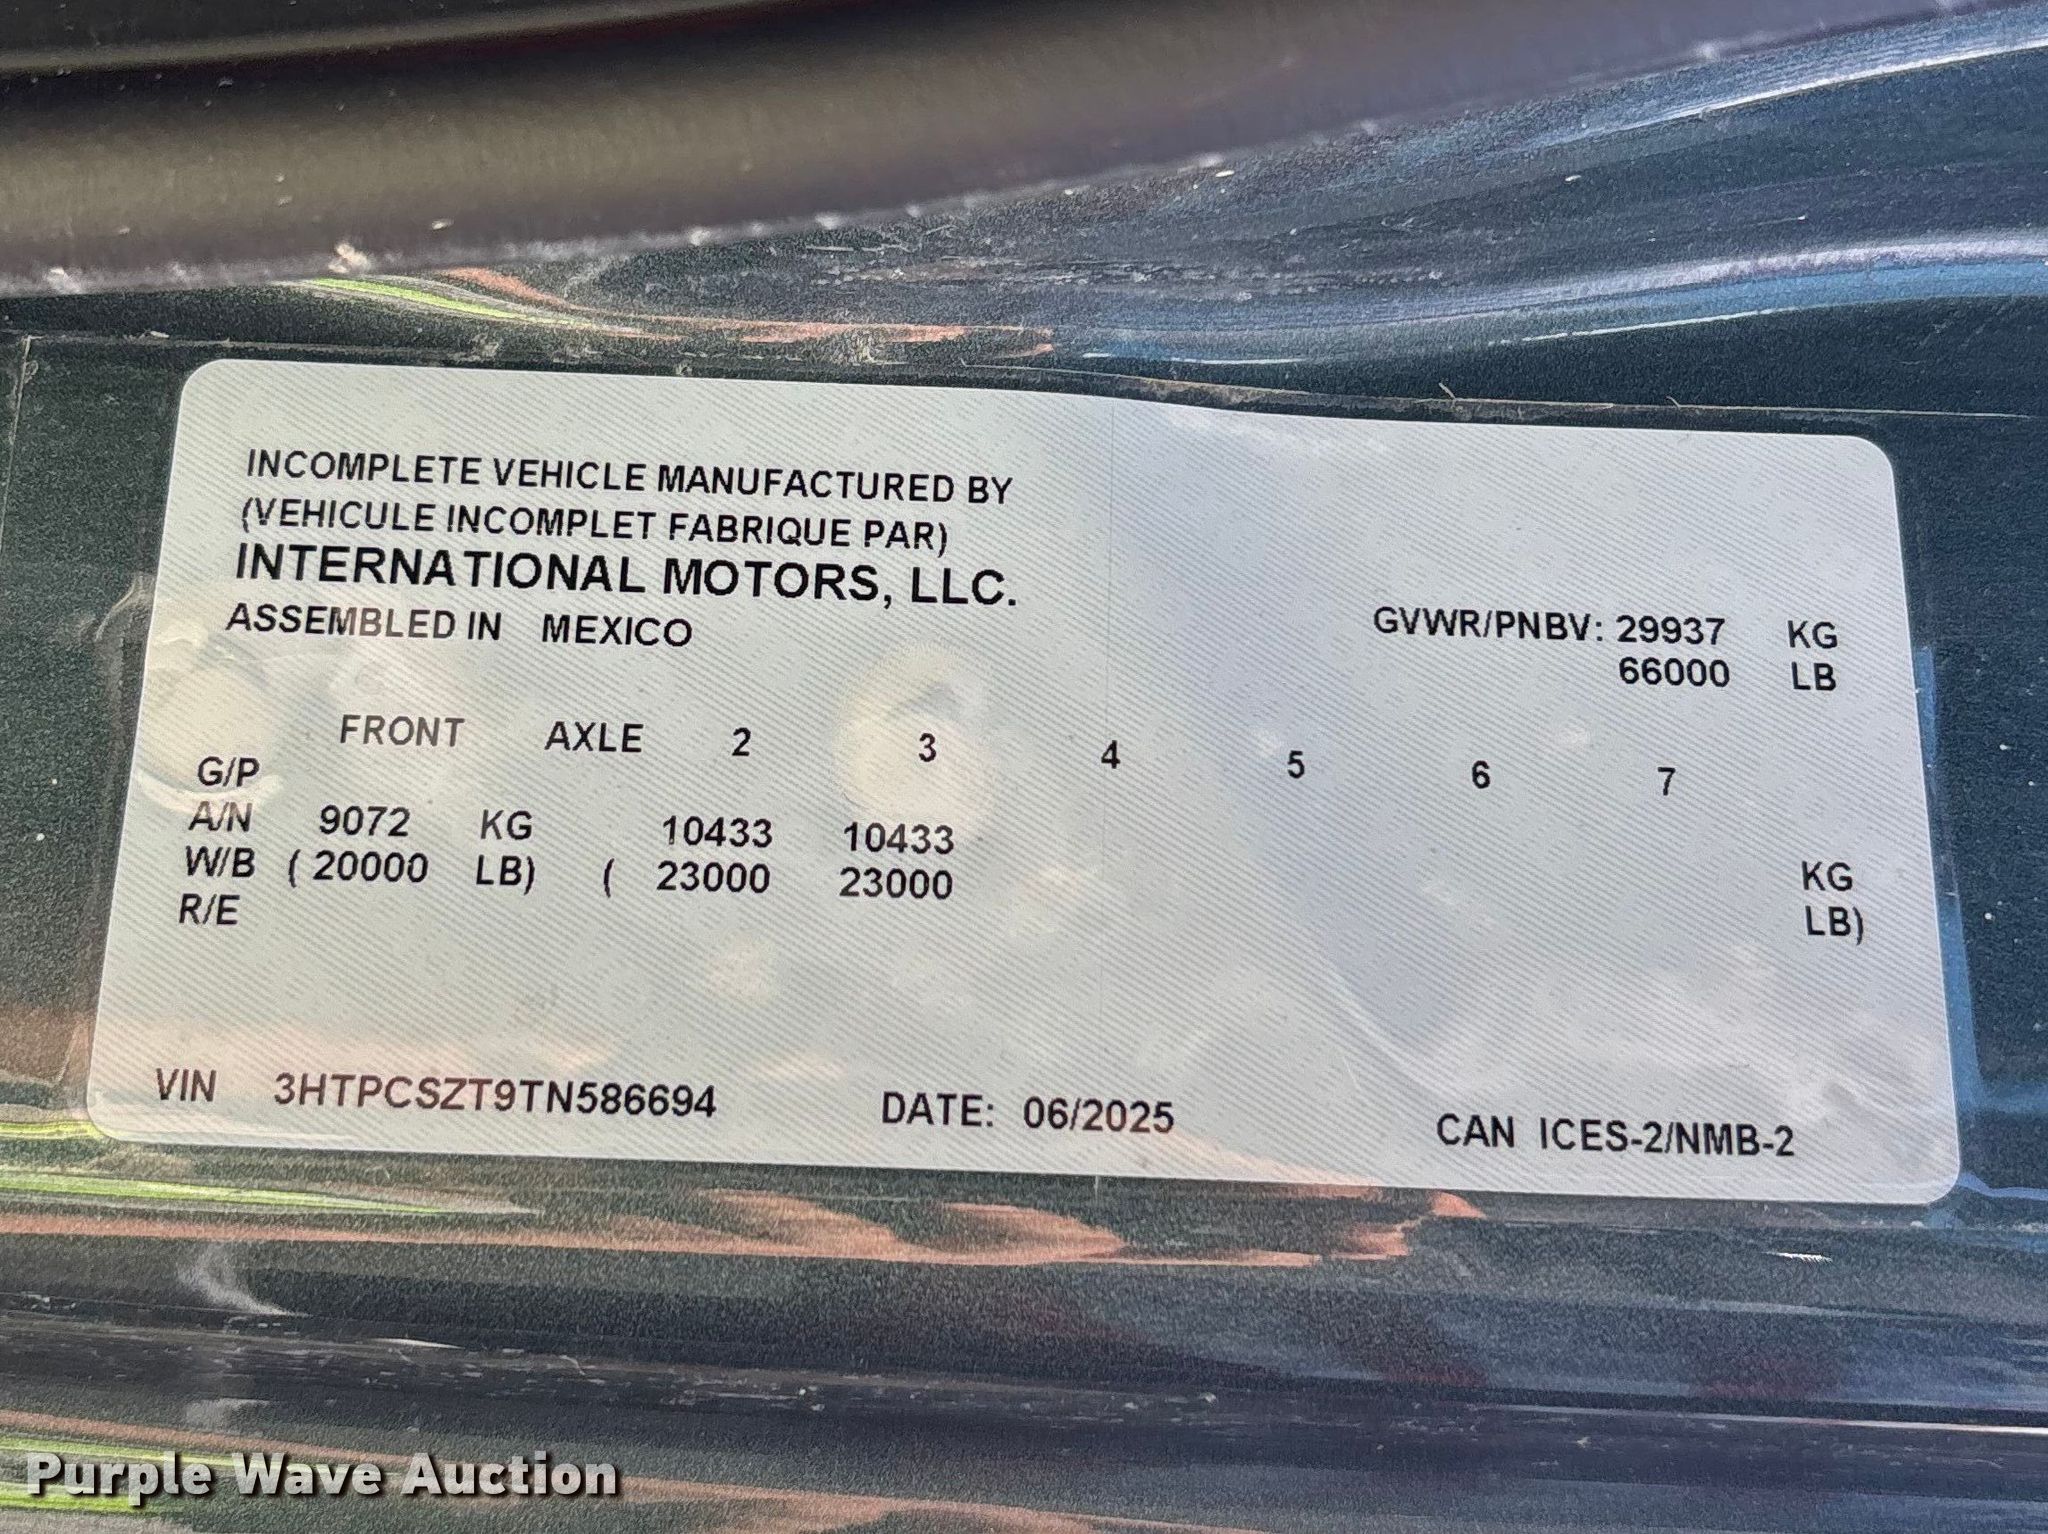 INCOMPLETE VEHICLE MANUFACTURED BY
(VEHICULE INCOMPLET FABRIQUE PAR)
INTERNATIONAL MOTORS, LLC.
ASSEMBLED IN MEXICO
GVWR/PNBV: 29937 KG
66000 LB
FRONT AXLE 2 3 4 5 6 7
G/P
A/N 9072 KG 10433 10433 KG
W/B ( 20000 LB) ( 23000 23000 LB)
R/E
VIN 3HTPCSZT9TN586694 DATE: 06/2025 CAN ICES-2/NMB-2
Purple Wave Auction